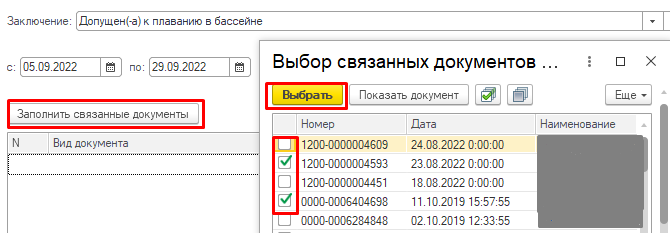 Заключение: Допущен(-а) к плаванию в бассейне
с: 05.09.2022 по: 29.09.2022
Заполнить связанные документы
N Вид документа
Выбор связанных документов ...
Выбрать Показать документ Еще
Номер Дата Наименование
1200-0000004609 24.08.2022 0:00:00
1200-0000004593 23.08.2022 0:00:00
1200-0000004451 18.08.2022 0:00:00
0000-0006404698 11.10.2019 15:57:55
0000-0006284848 02.10.2019 12:33:55